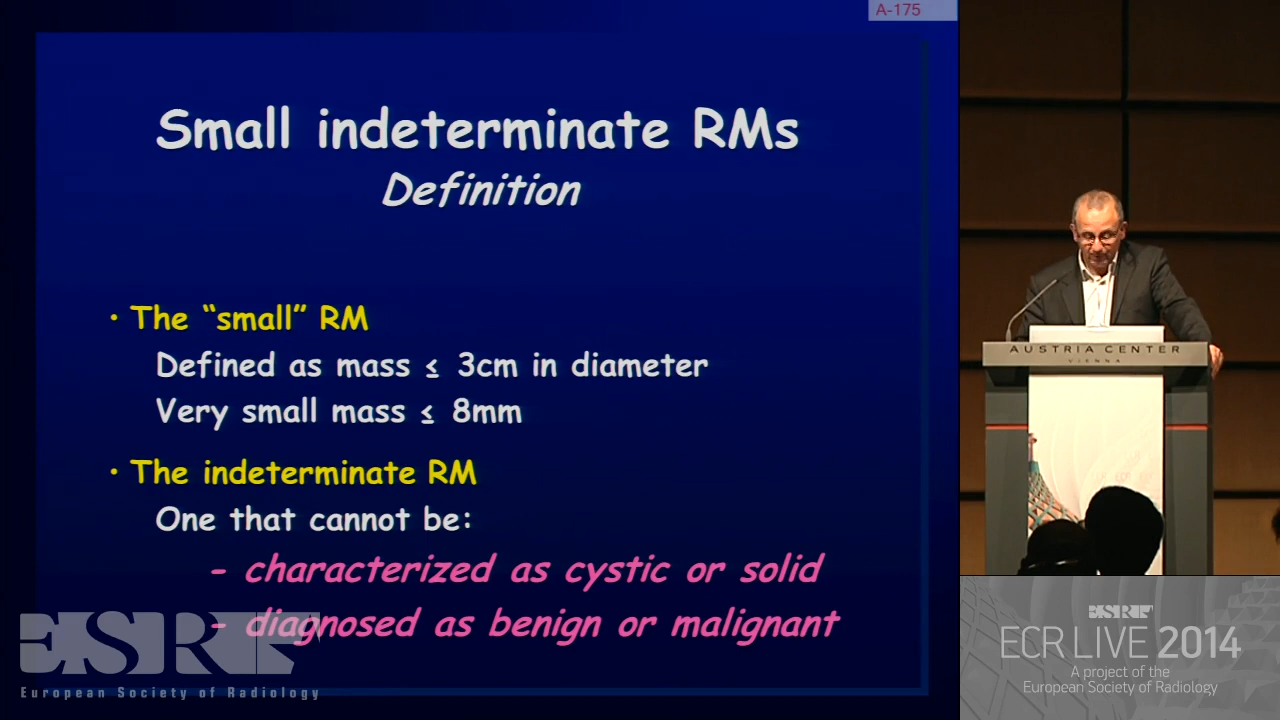 A-175
Small indeterminate RMs
Definition
• The “small” RM
Defined as mass ≤ 3cm in diameter
Very small mass ≤ 8mm
• The indeterminate RM
One that cannot be:
- characterized as cystic or solid
- diagnosed as benign or malignant
ESR
European Society of Radiology
AUSTRIA CENTER
VIENNA
ESR
ECR LIVE 2014
A project of the
European Society of Radiology